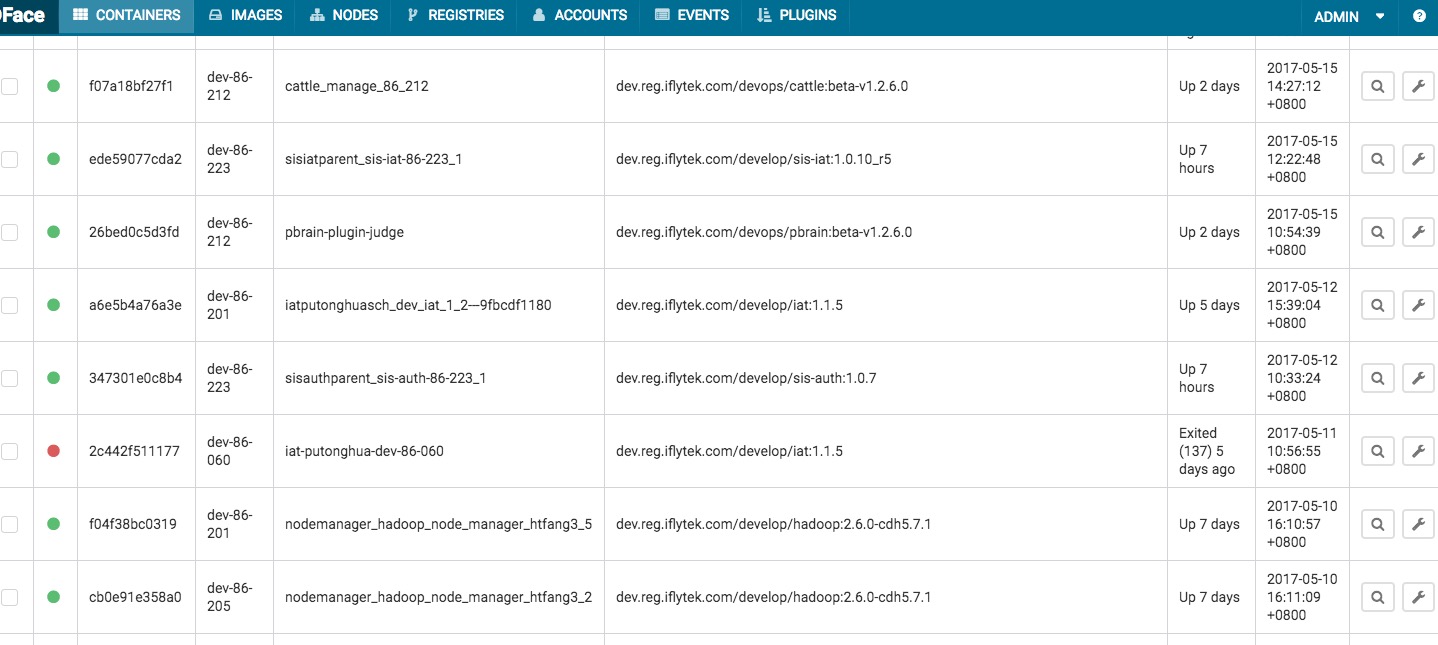 Face CONTAINERS IMAGES NODES REGISTRIES ACCOUNTS EVENTS PLUGINS ADMIN ?
f07a18bf27f1
dev-86-
212
cattle_manage_86_212
dev.reg.iflytek.com/devops/cattle:beta-v1.2.6.0
Up 2 days
2017-05-15
14:27:12
+0800
ede59077cda2
dev-86-
223
sisiatparent_sis-iat-86-223_1
dev.reg.iflytek.com/develop/sis-iat:1.0.10_r5
Up 7
hours
2017-05-15
12:22:48
+0800
26bed0c5d3fd
dev-86-
212
pbrain-plugin-judge
dev.reg.iflytek.com/devops/pbrain:beta-v1.2.6.0
Up 2 days
2017-05-15
10:54:39
+0800
a6e5b4a76a3e
dev-86-
201
iatputonghuasch_dev_iat_1_2---9fbcdf1180
dev.reg.iflytek.com/develop/iat:1.1.5
Up 5 days
2017-05-12
15:39:04
+0800
347301e0c8b4
dev-86-
223
sisauthparent_sis-auth-86-223_1
dev.reg.iflytek.com/develop/sis-auth:1.0.7
Up 7
hours
2017-05-12
10:33:24
+0800
2c442f511177
dev-86-
060
iat-putonghua-dev-86-060
dev.reg.iflytek.com/develop/iat:1.1.5
Exited
(137) 5
days ago
2017-05-11
10:56:55
+0800
f04f38bc0319
dev-86-
201
nodemanager_hadoop_node_manager_htfang3_5
dev.reg.iflytek.com/develop/hadoop:2.6.0-cdh5.7.1
Up 7 days
2017-05-10
16:10:57
+0800
cb0e91e358a0
dev-86-
205
nodemanager_hadoop_node_manager_htfang3_2
dev.reg.iflytek.com/develop/hadoop:2.6.0-cdh5.7.1
Up 7 days
2017-05-10
16:11:09
+0800